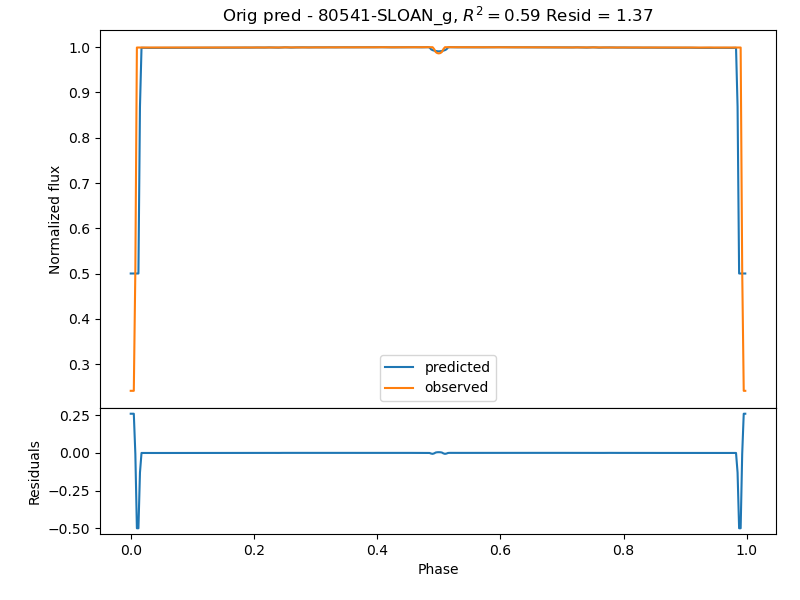 Orig pred - 80541-SLOAN_g, R² = 0.59 Resid = 1.37
Normalized flux
1.0
0.9
0.8
0.7
0.6
0.5
0.4
0.3
predicted
observed
Residuals
0.25
0.00
−0.25
−0.50
0.0 0.2 0.4 0.6 0.8 1.0
Phase